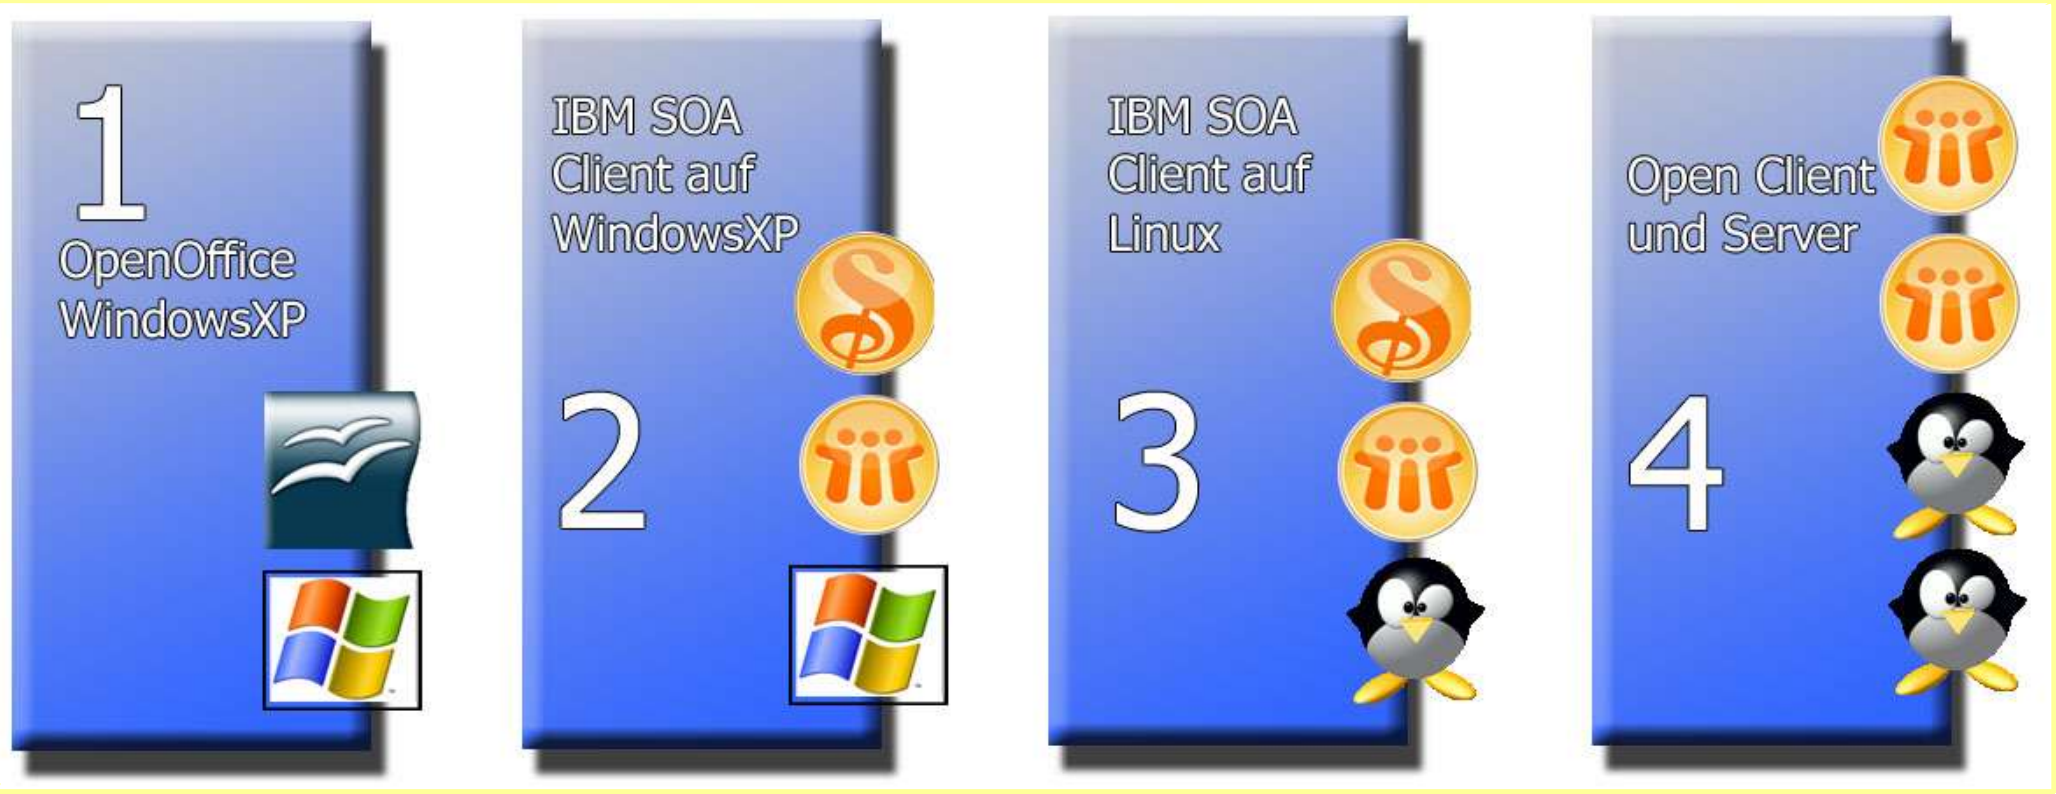 1
OpenOffice
WindowsXP
IBM SOA
Client auf
WindowsXP
2
IBM SOA
Client auf
Linux
3
Open Client
und Server
4